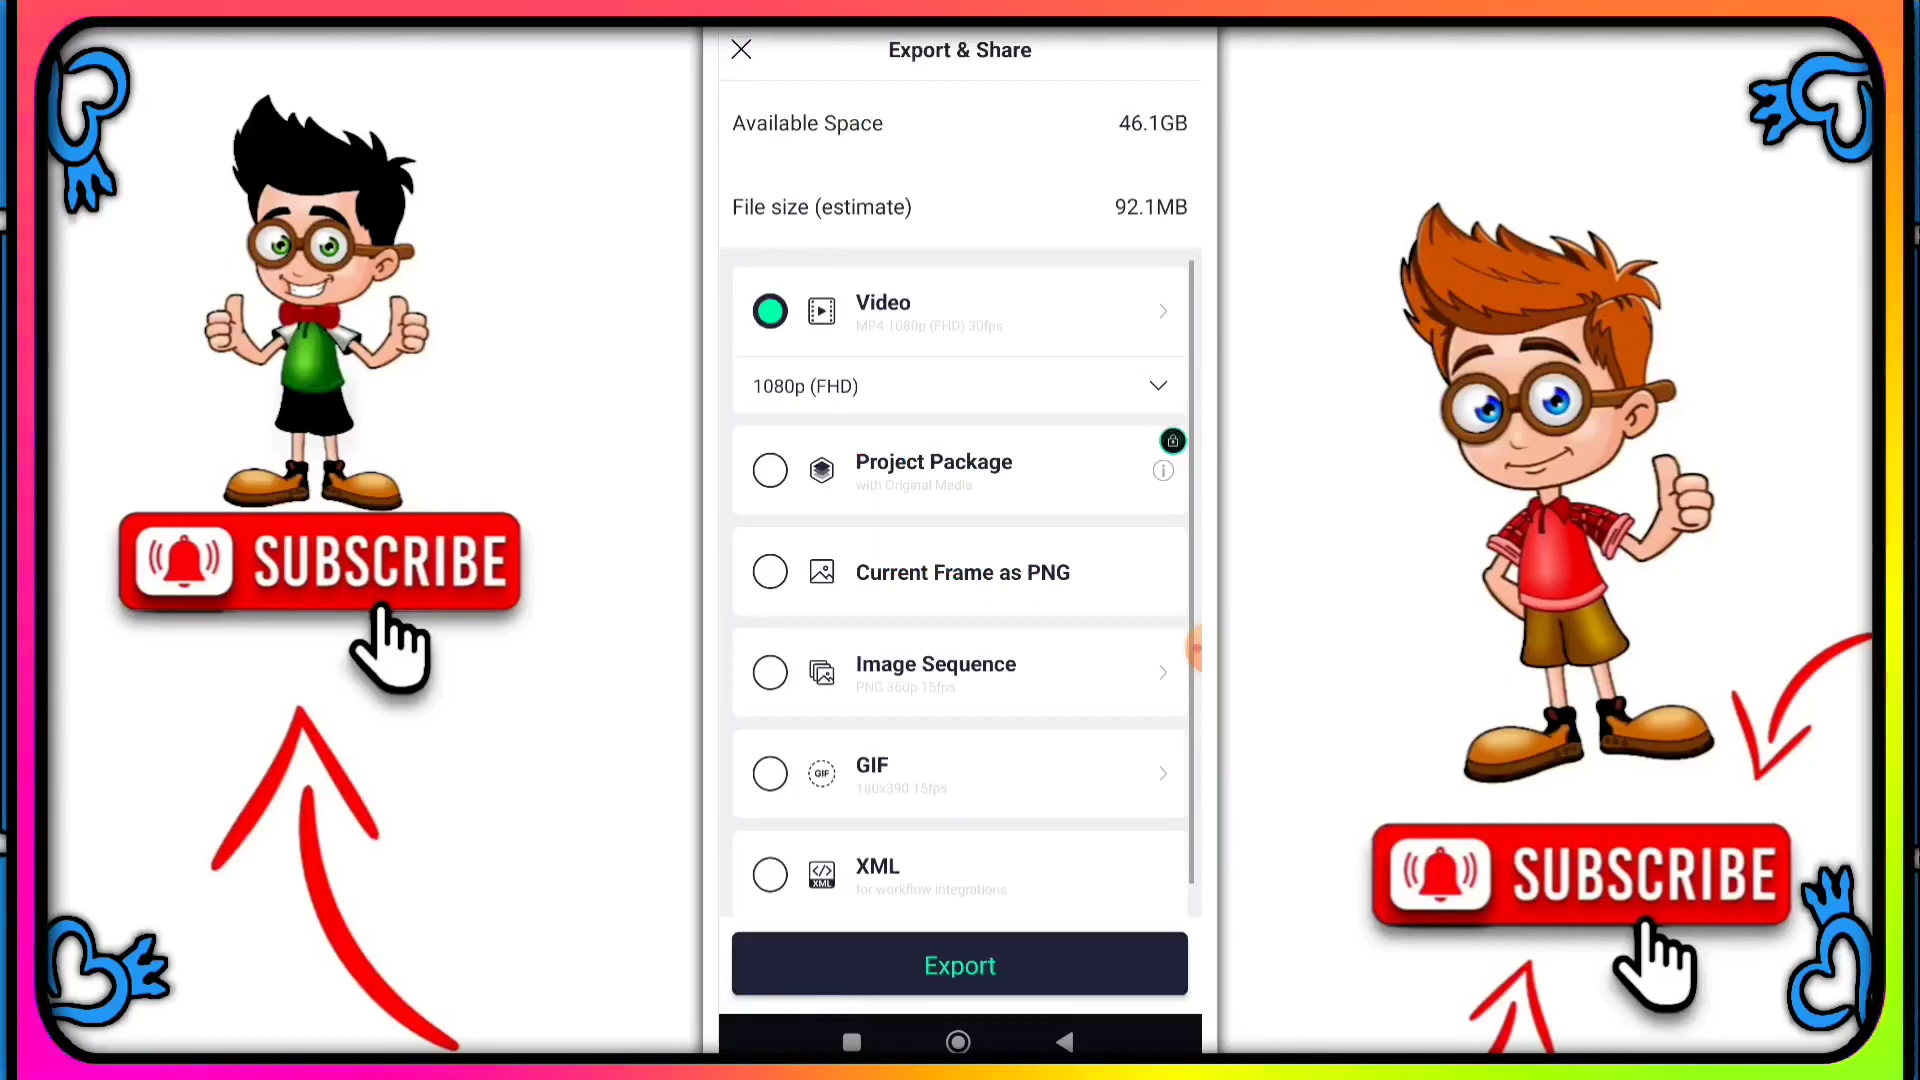 Export & Share
Available Space 46.1GB
File size (estimate) 92.1MB
Video
MP4 1080p (FHD) 30fps
1080p (FHD)
Project Package
with Original Media
Current Frame as PNG
Image Sequence
PNG 360p 15fps
GIF
GIF
180x390 15fps
XML
XML
for workflow integrations
Export
SUBSCRIBE
SUBSCRIBE